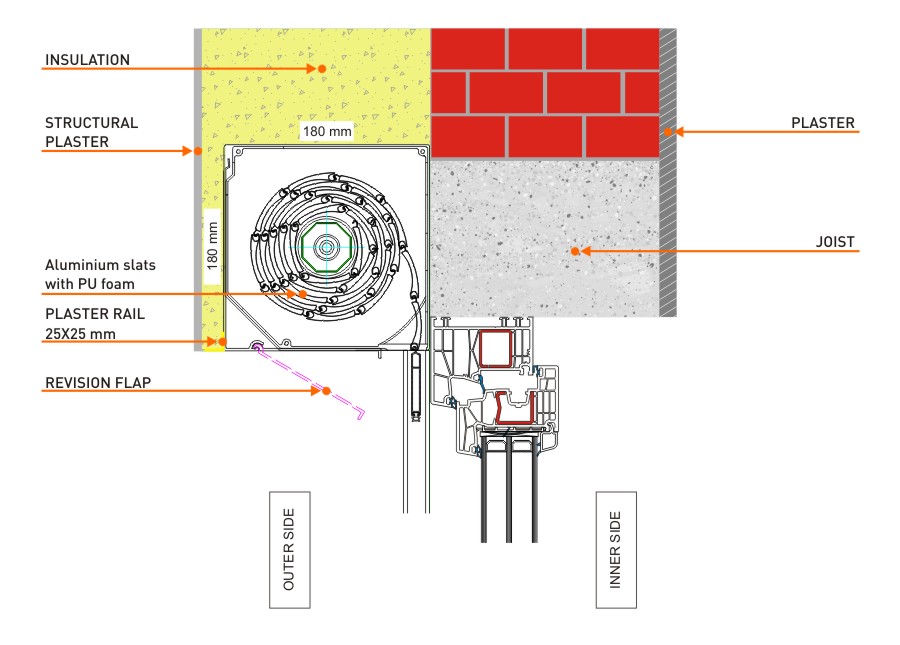 INSULATION
STRUCTURAL
PLASTER
180 mm
PLASTER
180 mm
JOIST
Aluminium slats
with PU foam
PLASTER RAIL
25X25 mm
REVISION FLAP
OUTER SIDE
INNER SIDE